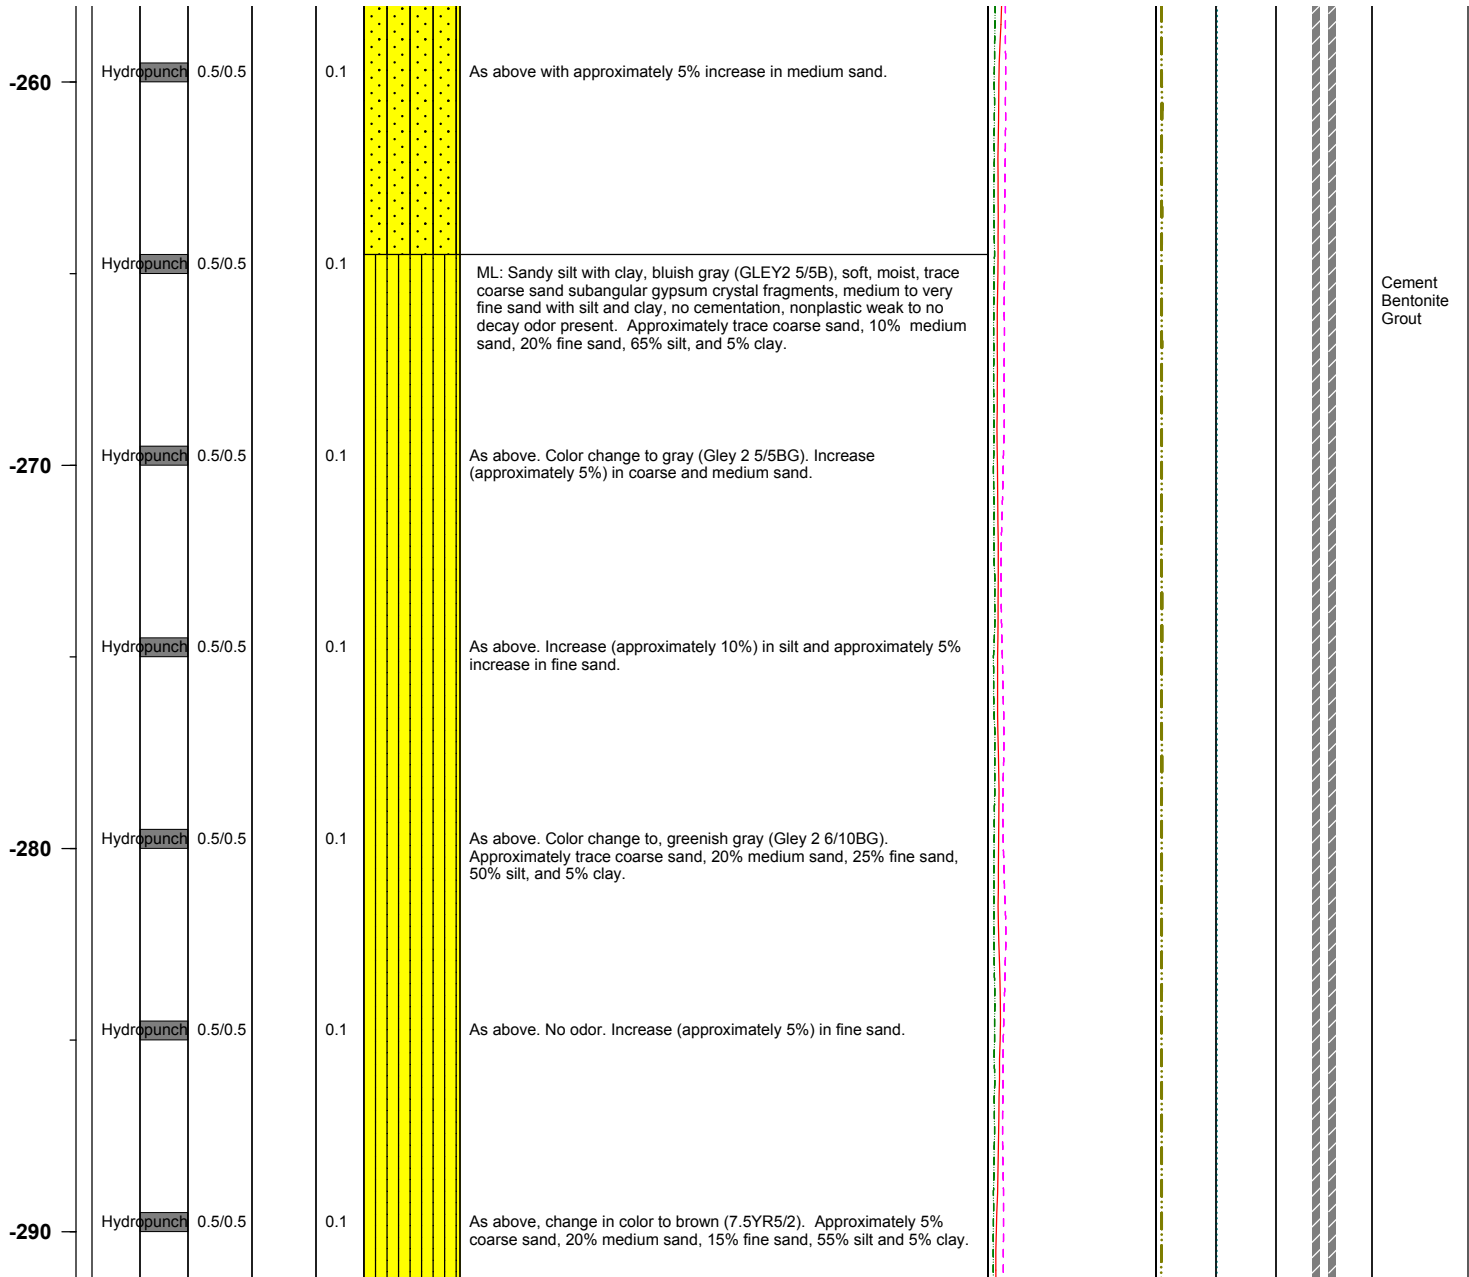 -260
Hydropunch 0.5/0.5 0.1 As above with approximately 5% increase in medium sand.
Hydropunch 0.5/0.5 0.1
ML: Sandy silt with clay, bluish gray (GLEY2 5/5B), soft, moist, trace
coarse sand subangular gypsum crystal fragments, medium to very
fine sand with silt and clay, no cementation, nonplastic weak to no
decay odor present. Approximately trace coarse sand, 10% medium
sand, 20% fine sand, 65% silt, and 5% clay.
Cement
Bentonite
Grout
-270
Hydropunch 0.5/0.5 0.1 As above. Color change to gray (Gley 2 5/5BG). Increase
(approximately 5%) in coarse and medium sand.
Hydropunch 0.5/0.5 0.1 As above. Increase (approximately 10%) in silt and approximately 5%
increase in fine sand.
-280
Hydropunch 0.5/0.5 0.1 As above. Color change to, greenish gray (Gley 2 6/10BG).
Approximately trace coarse sand, 20% medium sand, 25% fine sand,
50% silt, and 5% clay.
Hydropunch 0.5/0.5 0.1 As above. No odor. Increase (approximately 5%) in fine sand.
-290
Hydropunch 0.5/0.5 0.1 As above, change in color to brown (7.5YR5/2). Approximately 5%
coarse sand, 20% medium sand, 15% fine sand, 55% silt and 5% clay.